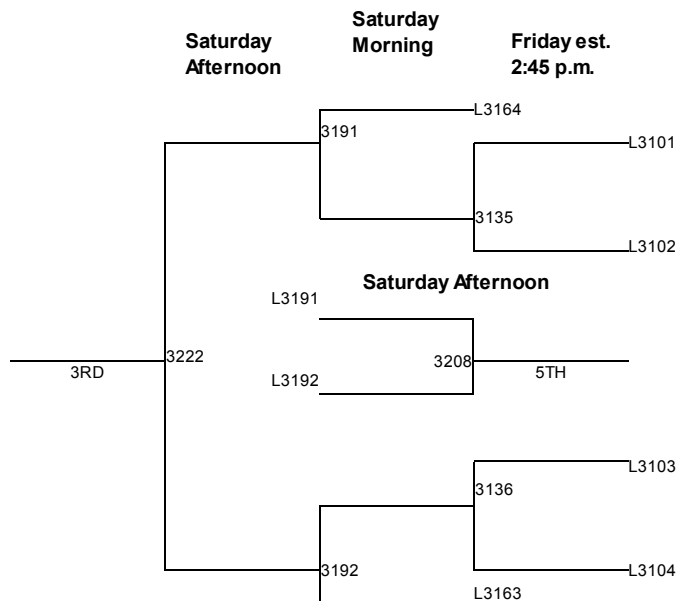 Saturday
Afternoon
Saturday
Morning
Friday est.
2:45 p.m.
L3164
3191
L3101
3135
L3102
Saturday Afternoon
L3191
3222
3208
3RD
5TH
L3192
L3103
3136
3192
L3104
L3163